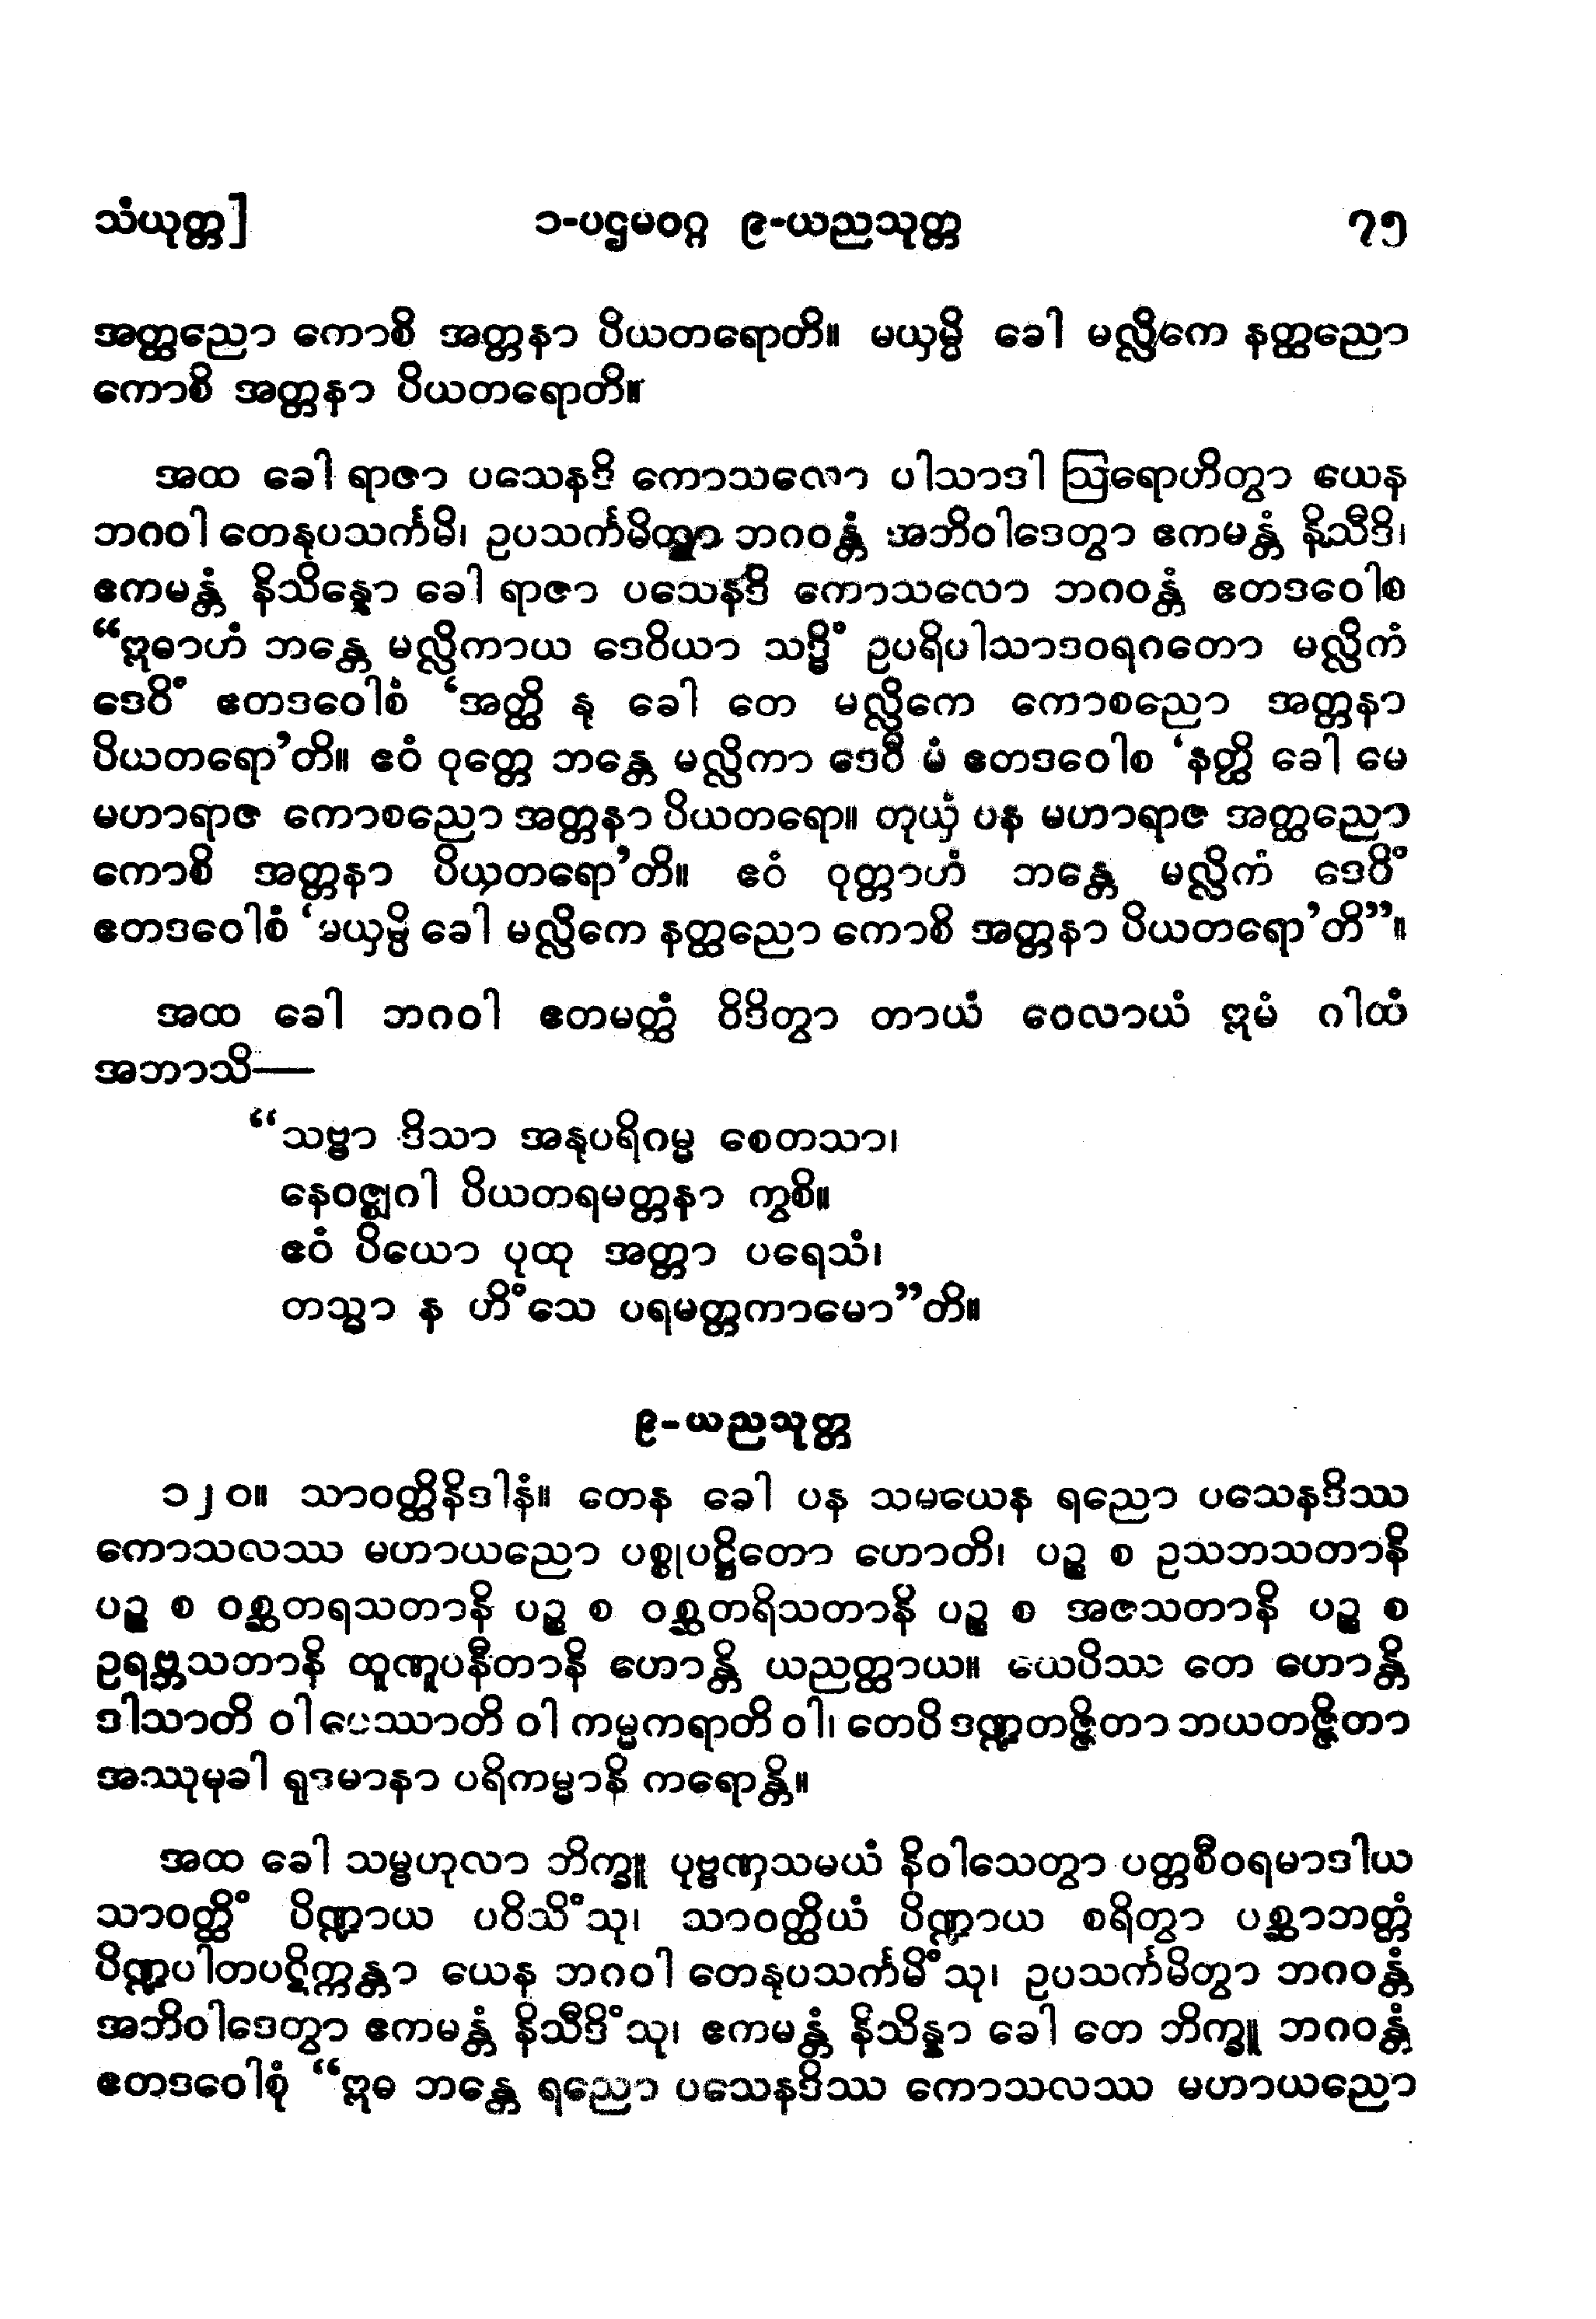 သံယုတ္တ]
၁-ပဌမဝဂ္ဂ ၉-ယညသုတ္တ
၇၅
အတ္ထညော ကောစိ အတ္တနာ ပိယတရောတိ။ မယှမ္ပိ ခေါ မလ္လိကေ နတ္ထညော
ကောစိ အတ္တနာ ပိယတရောတိ။
အထ ခေါ ရာဇာ ပသေနဒိ ကောသလော ပါသာဒါ ဩရောဟိတွာ ယေန
ဘဂဝါ တေနုပသင်္ကမိ၊ ဥပသင်္ကမိတွာ ဘဂဝန္တံ အဘိဝါဒေတွာ ဧကမန္တံ နိသီဒိ၊
ဧကမန္တံ နိသိန္နော ခေါ ရာဇာ ပသေနဒိ ကောသလော ဘဂဝန္တံ ဧတဒဝေါစ
“ဣဓာဟံ ဘန္တေ မလ္လိကာယ ဒေဝိယာ သဒ္ဓိံ ဥပရိပါသာဒဝရဂတော မလ္လိကံ
ဒေဝိံ ဧတဒဝေါစံ ‘အတ္ထိ နု ခေါ တေ မလ္လိကေ ကောစညော အတ္တနာ
ပိယတရော’တိ။ ဧဝံ ဝုတ္တေ ဘန္တေ မလ္လိကာ ဒေဝီ မံ ဧတဒဝေါစ ‘နတ္ထိ ခေါ မေ
မဟာရာဇ ကောစညော အတ္တနာ ပိယတရော။ တုယှံ ပန မဟာရာဇ အတ္ထညော
ကောစိ အတ္တနာ ပိယတရော’တိ။ ဧဝံ ဝုတ္တာဟံ ဘန္တေ မလ္လိကံ ဒေဝိံ
ဧတဒဝေါစံ ‘မယှမ္ပိ ခေါ မလ္လိကေ နတ္ထညော ကောစိ အတ္တနာ ပိယတရော’တိ”။
အထ ခေါ ဘဂဝါ ဧတမတ္ထံ ဝိဒိတွာ တာယံ ဝေလာယံ ဣမံ ဂါထံ
အဘာသိ—
“သဗ္ဗာ ဒိသာ အနုပရိဂမ္မ စေတသာ၊
နေဝဇ္ဈဂါ ပိယတရမတ္တနာ ကွစိ။
ဧဝံ ပိယော ပုထု အတ္တာ ပရေသံ၊
တသ္မာ န ဟိံသေ ပရမတ္တကာမော”တိ။
၉-ယညသုတ္တ
၁၂၀။ သာဝတ္ထိနိဒါနံ။ တေန ခေါ ပန သမယေန ရညော ပသေနဒိဿ
ကောသလဿ မဟာယညော ပစ္စုပဋ္ဌိတော ဟောတိ၊ ပဉ္စ စ ဥသဘသတာနိ
ပဉ္စ စ ဝစ္ဆတရသတာနိ ပဉ္စ စ ဝစ္ဆတရိသတာနိ ပဉ္စ စ အဇသတာနိ ပဉ္စ စ
ဥရဗ္ဘသတာနိ ထူဏူပနီတာနိ ဟောန္တိ ယညတ္ထာယ။ ယေပိဿ တေ ဟောန္တိ
ဒါသာတိ ဝါ ပေဿာတိ ဝါ ကမ္မကရာတိ ဝါ၊ တေပိ ဒဏ္ဍတဇ္ဇိတာ ဘယတဇ္ဇိတာ
အဿုမုခါ ရုဒမာနာ ပရိကမ္မာနိ ကရောန္တိ။
အထ ခေါ သမ္ဗဟုလာ ဘိက္ခူ ပုဗ္ဗဏှသမယံ နိဝါသေတွာ ပတ္တစီဝရမာဒါယ
သာဝတ္ထိံ ပိဏ္ဍာယ ပဝိသိံသု၊ သာဝတ္ထိယံ ပိဏ္ဍာယ စရိတွာ ပစ္ဆာဘတ္တံ
ပိဏ္ဍပါတပဋိက္ကန္တာ ယေန ဘဂဝါ တေနုပသင်္ကမိံသု၊ ဥပသင်္ကမိတွာ ဘဂဝန္တံ
အဘိဝါဒေတွာ ဧကမန္တံ နိသီဒိံသု၊ ဧကမန္တံ နိသိန္နာ ခေါ တေ ဘိက္ခူ ဘဂဝန္တံ
ဧတဒဝေါစုံ “ဣဓ ဘန္တေ ရညော ပသေနဒိဿ ကောသလဿ မဟာယညော